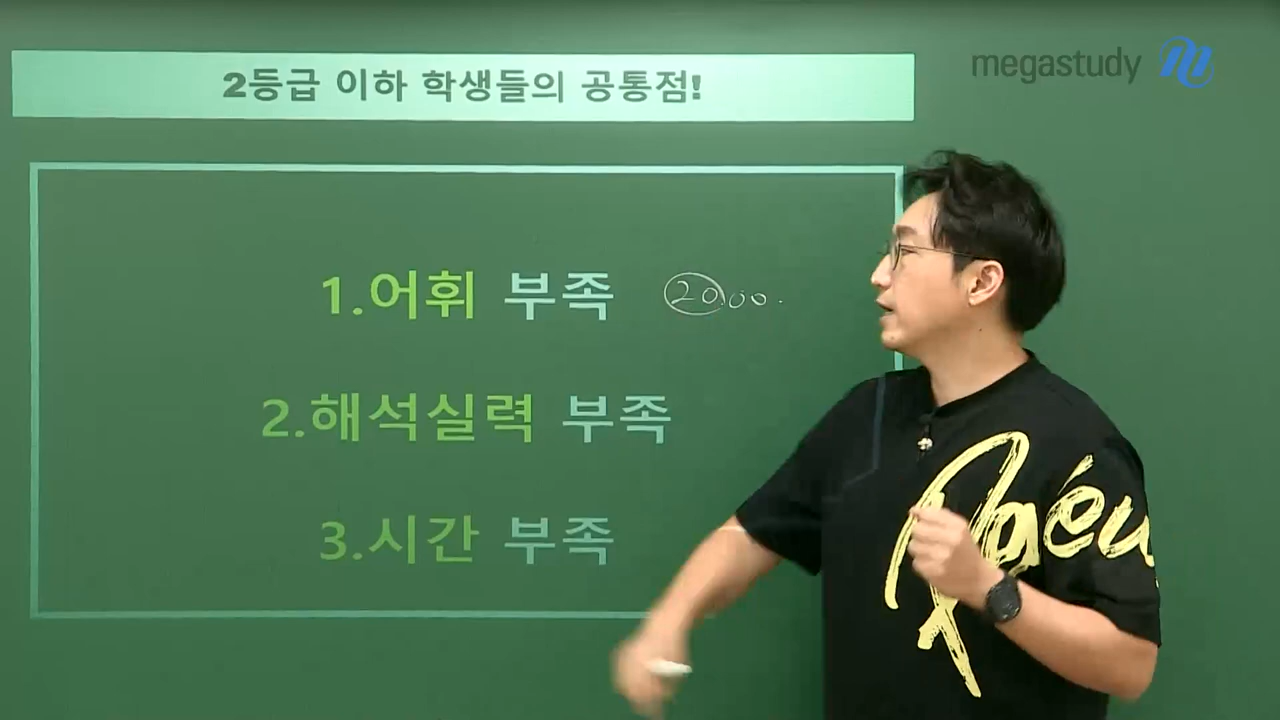 megastudy
2등급 이하 학생들의 공통점!
1.어휘 부족 2000.
2.해석실력 부족
3.시간 부족